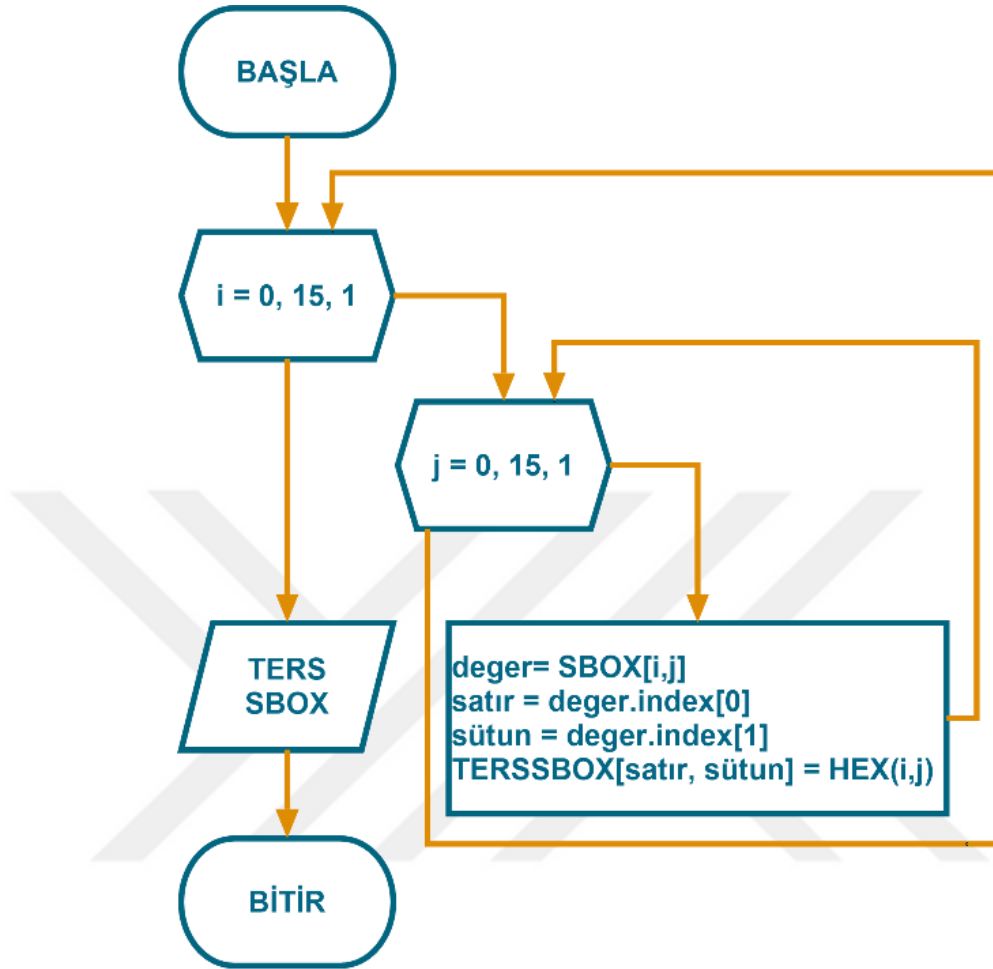 BAŞLA
i = 0, 15, 1
j = 0, 15, 1
TERS
SBOX
deger= SBOX[i,j]
satır = deger.index[0]
sütun = deger.index[1]
TERSSBOX[satır, sütun] = HEX(i,j)
BİTİR